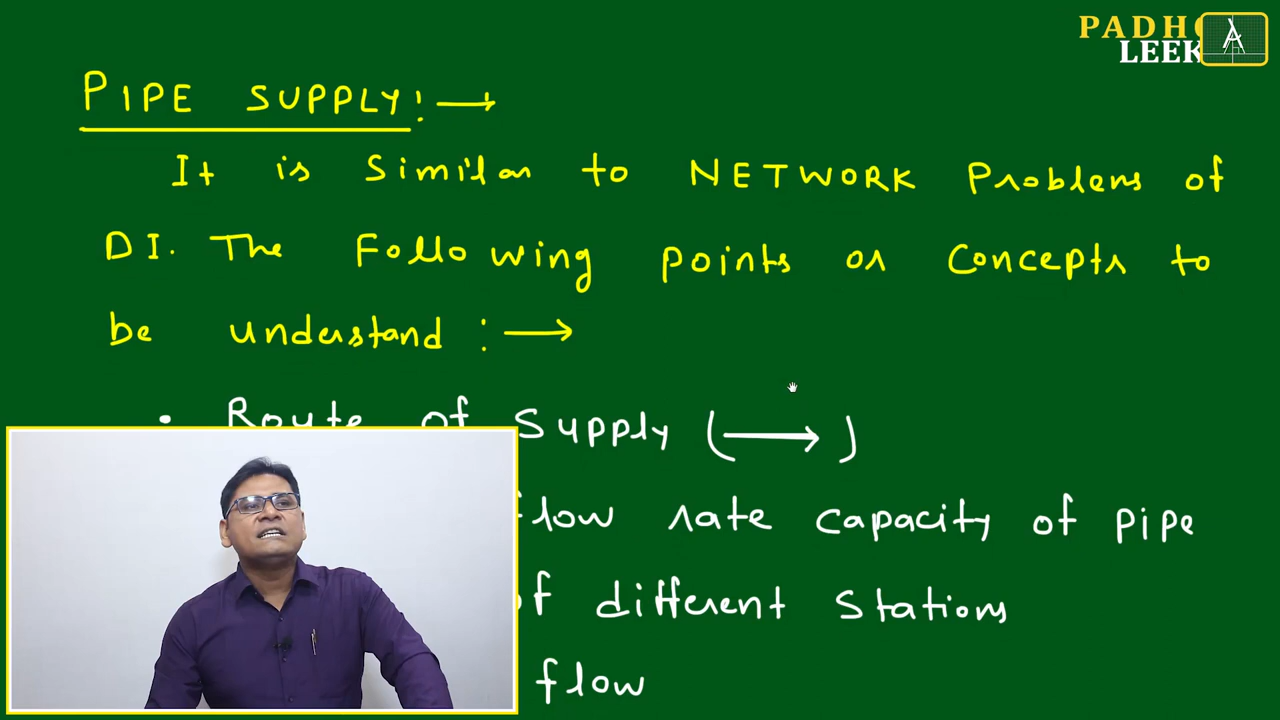 PADHO
LEEK
PIPE SUPPLY :→
It is Similar to NETWORK Problems of
DI. The Following points or Concepts to
be understand :→
• Route of Supply (⟶)
flow rate capacity of pipe
of different stations
flow